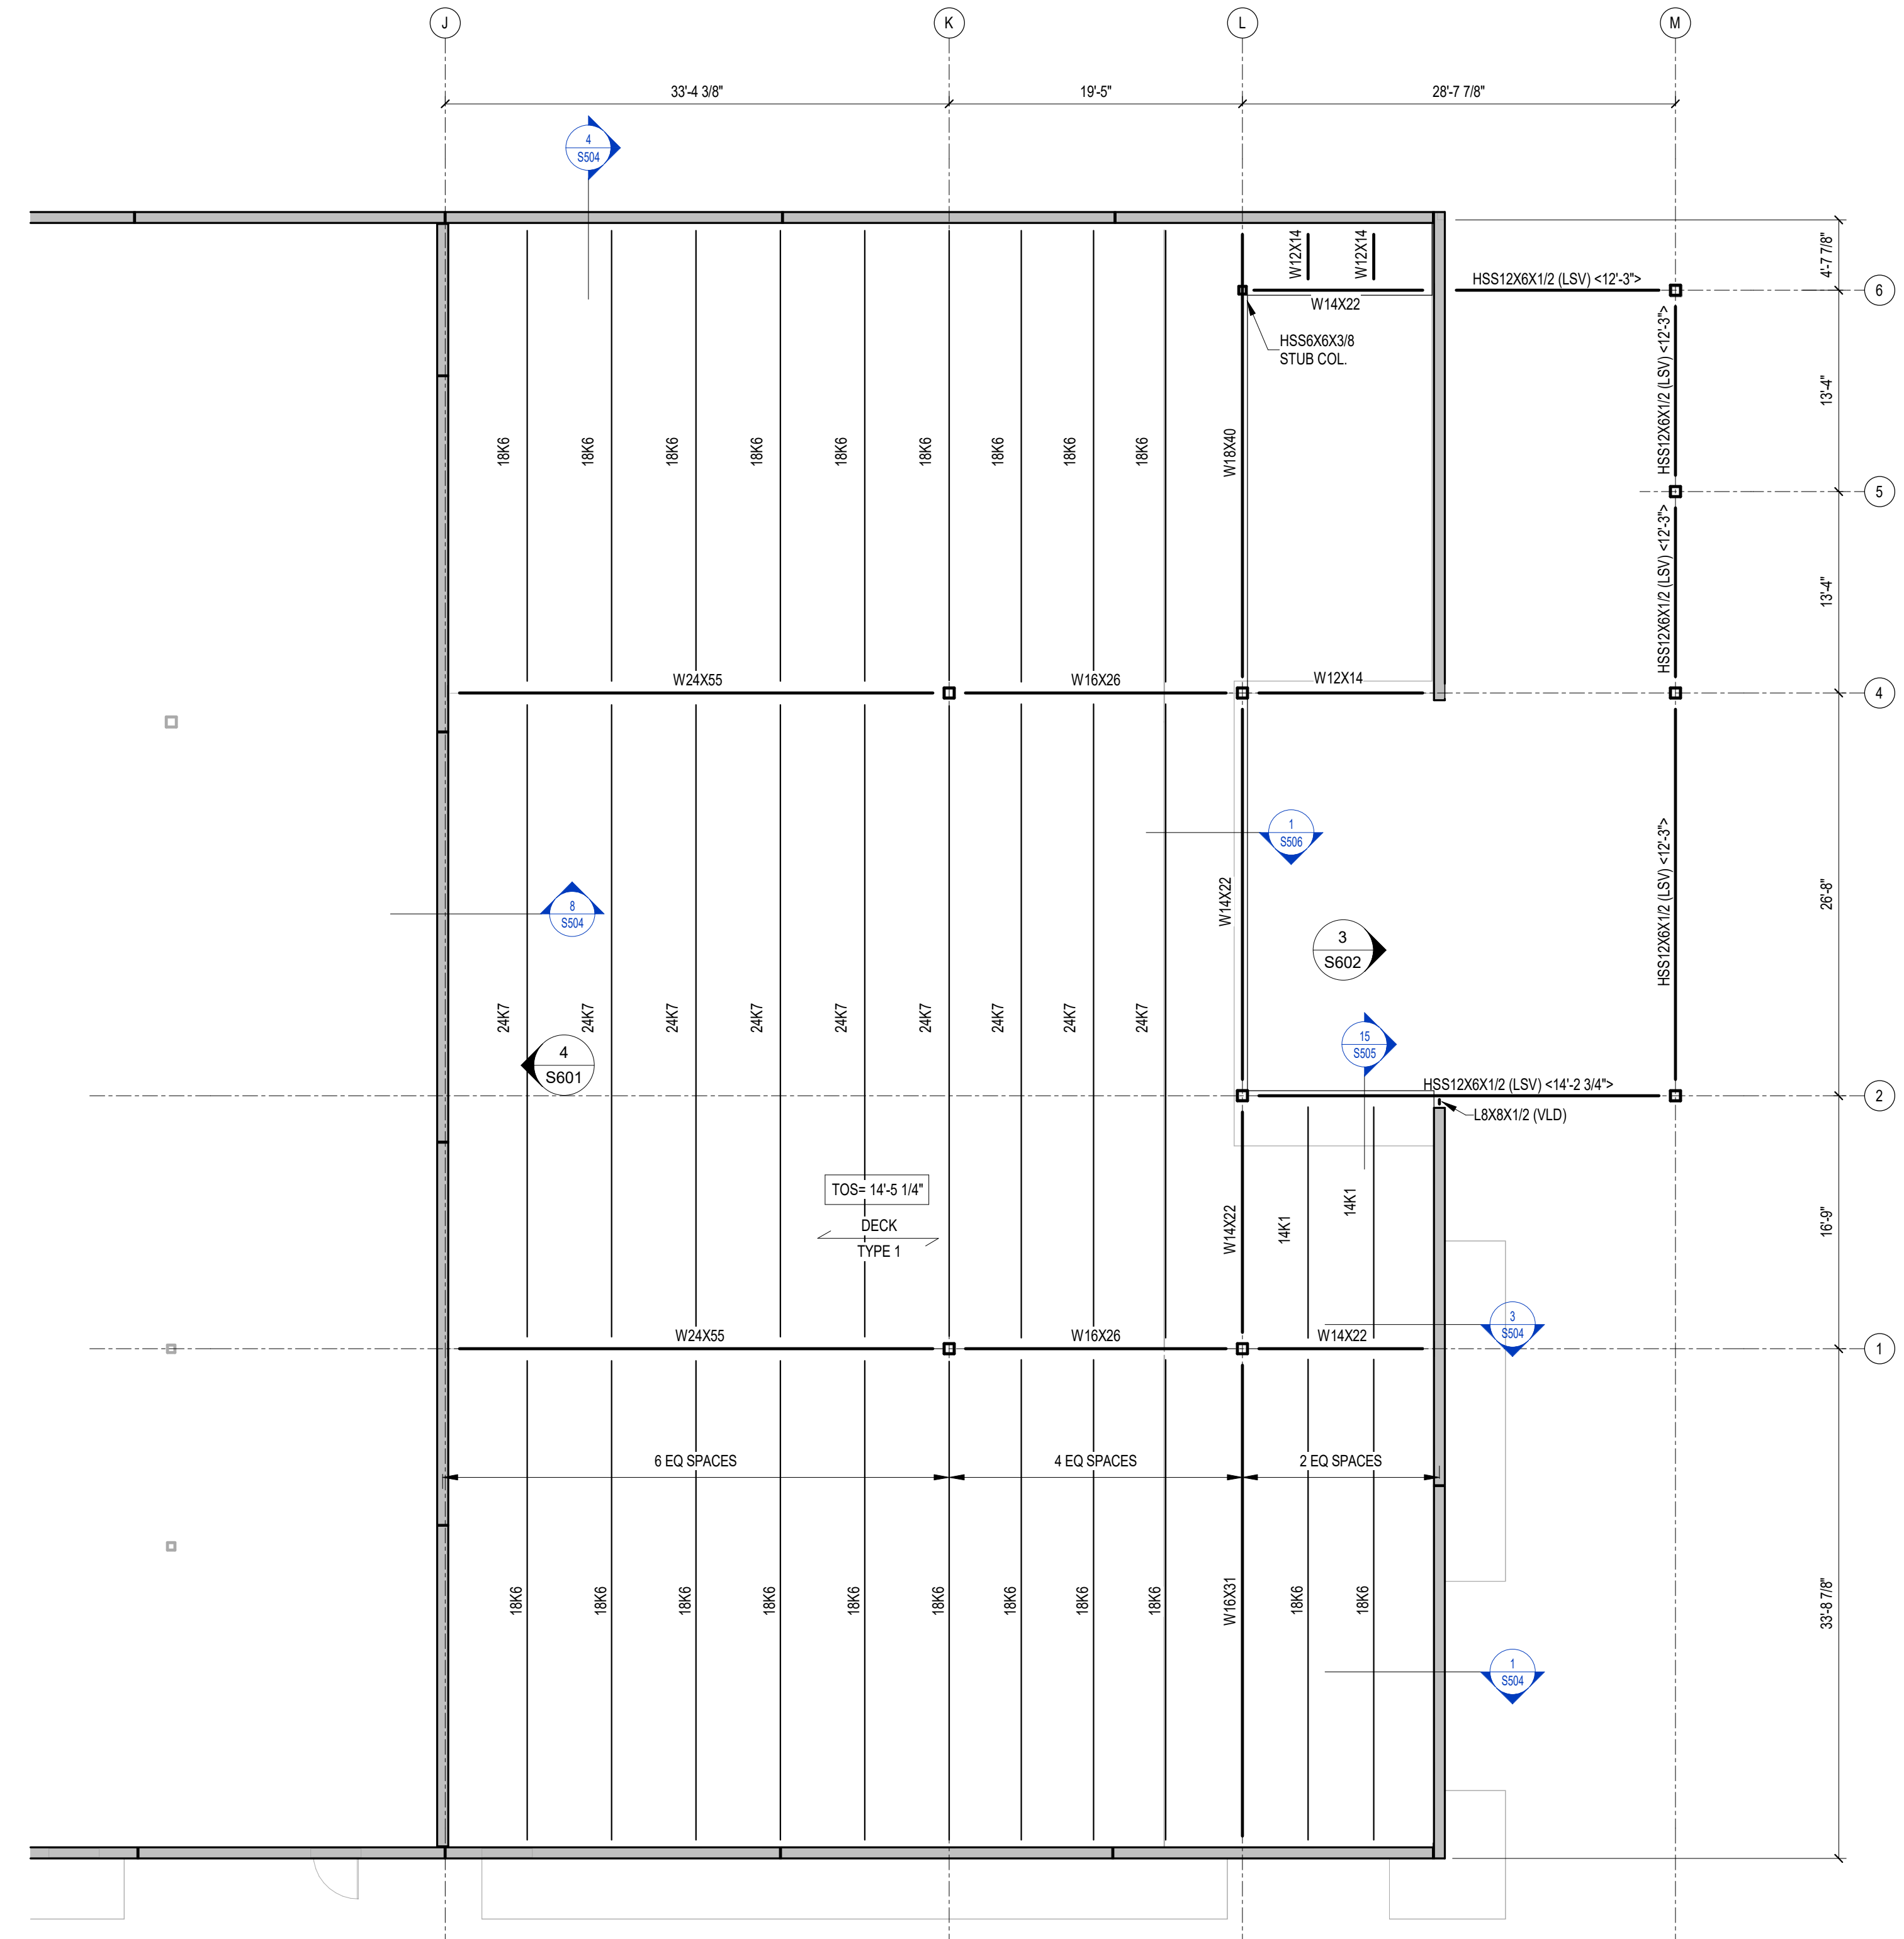 J K L M
33'-4 3/8" 19'-5" 28'-7 7/8"
4
S504
4'-7 7/8"
W12X14 W12X14
HSS12X6X1/2 (LSV) <12'-3">
6
W14X22
HSS6X6X3/8
STUB COL.
HSS12X6X1/2 (LSV) <12'-3">
13'-4"
18K6 18K6 18K6 18K6 18K6 18K6 18K6 18K6 18K6 W18X40
5
HSS12X6X1/2 (LSV) <12'-3">
13'-4"
W24X55 W16X26 W12X14
4
1
S506
W14X22
HSS12X6X1/2 (LSV) <12'-3">
26'-8"
8
S504
3
S602
24K7 24K7 24K7 24K7 24K7 24K7 24K7 24K7 24K7
15
S505
4
S601
HSS12X6X1/2 (LSV) <14'-2 3/4">
2
L8X8X1/2 (VLD)
TOS= 14'-5 1/4"
DECK
TYPE 1
W14X22 14K1 14K1
16'-9"
3
S504
W24X55 W16X26 W14X22
1
6 EQ SPACES 4 EQ SPACES 2 EQ SPACES
18K6 18K6 18K6 18K6 18K6 18K6 18K6 18K6 18K6 W16X31 18K6 18K6
33'-8 7/8"
1
S504